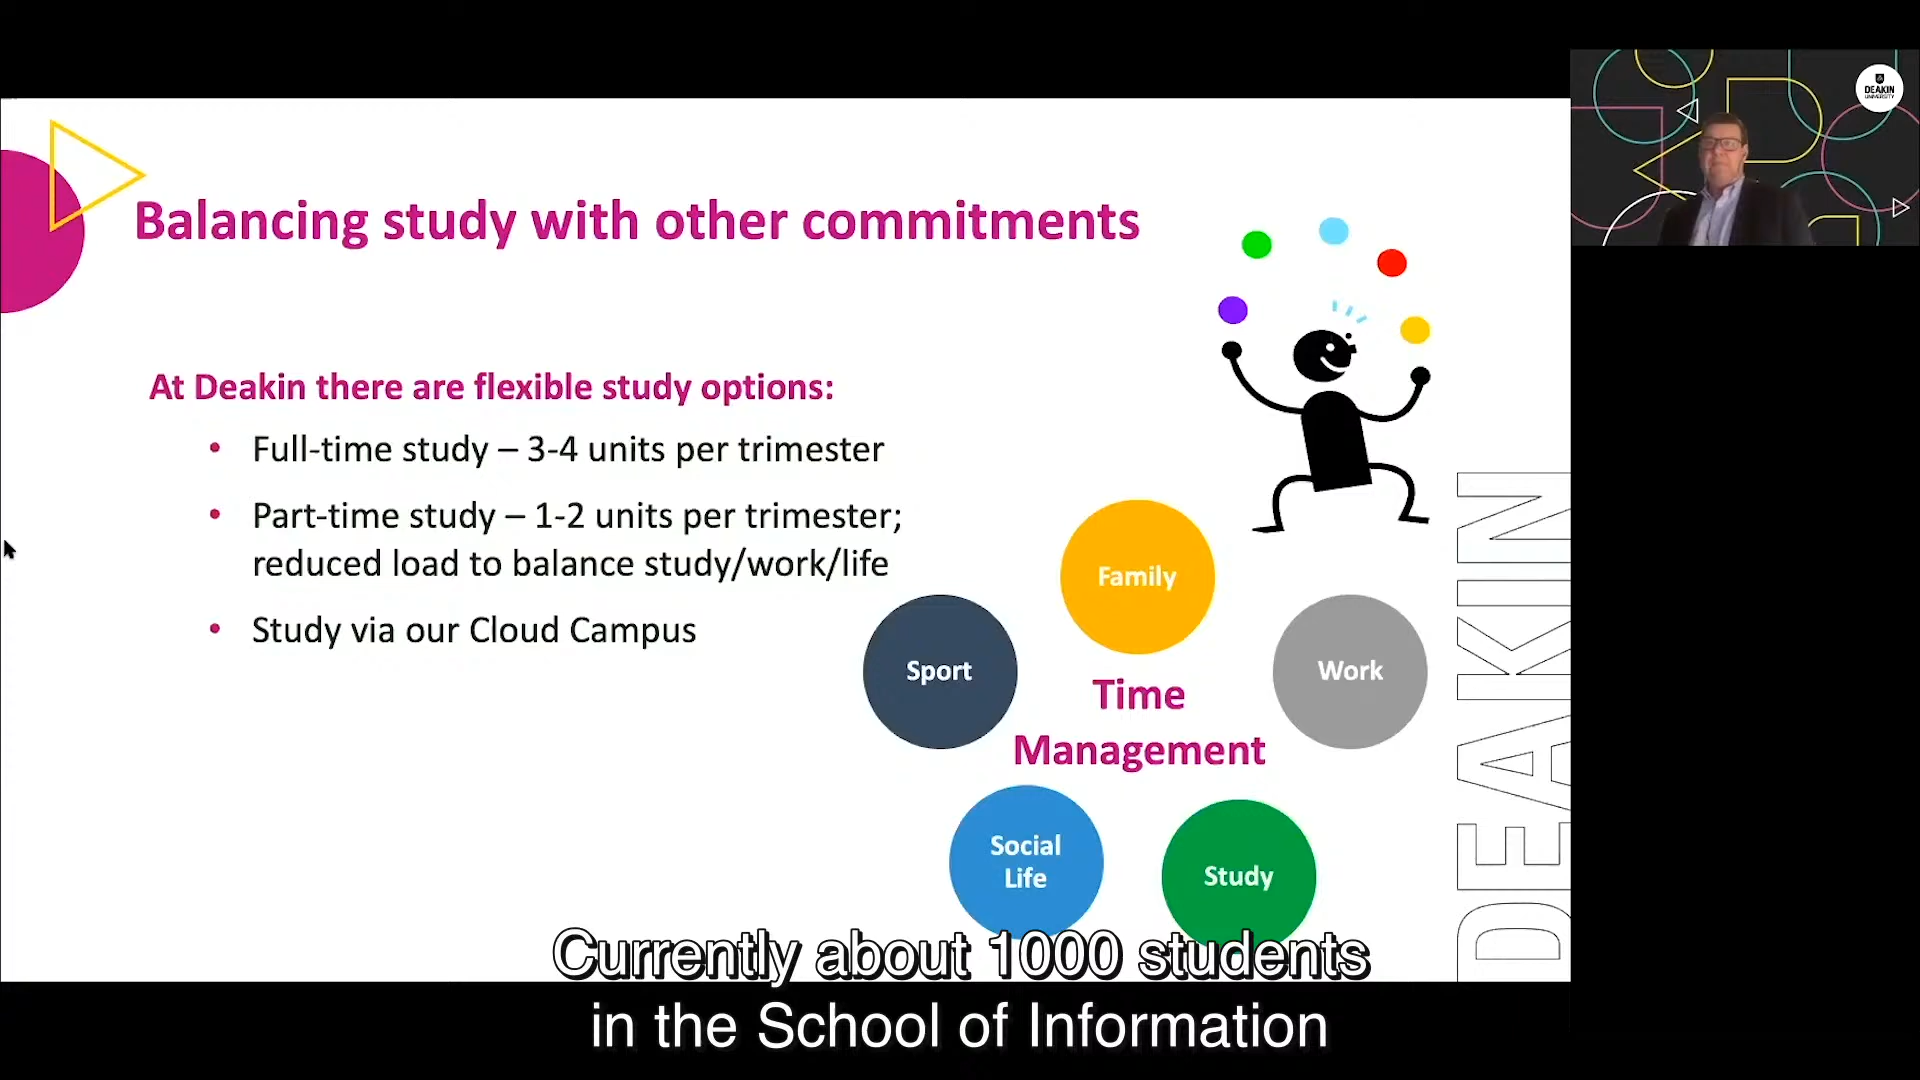 DEAKIN
UNIVERSITY
Balancing study with other commitments
At Deakin there are flexible study options:
• Full-time study – 3-4 units per trimester
• Part-time study – 1-2 units per trimester;
reduced load to balance study/work/life
• Study via our Cloud Campus
Family
Sport
Work
Time
Management
Social
Life
Study
DEAKIN
Currently about 1000 students
in the School of Information